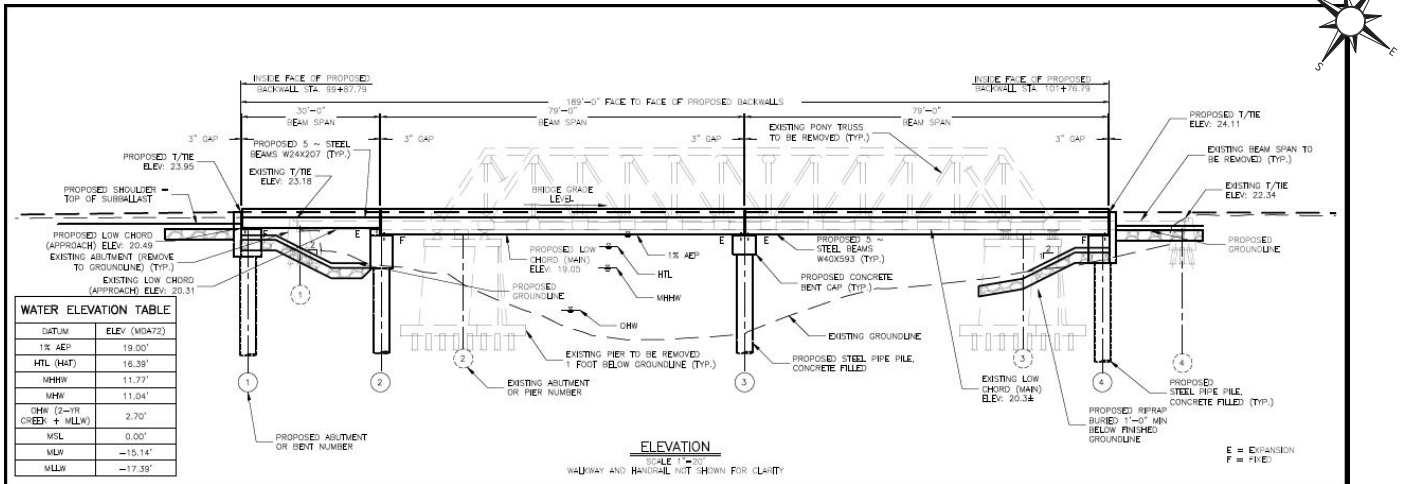 S
E
INSIDE FACE OF PROPOSED
BACKWALL STA. 99+87.79
INSIDE FACE OF PROPOSED
BACKWALL STA. 101+76.79
189'-0" FACE TO FACE OF PROPOSED BACKWALLS
30'-0"
BEAM SPAN
79'-0"
BEAM SPAN
79'-0"
BEAM SPAN
3" GAP
3" GAP
3" GAP
3" GAP
PROPOSED 5 ~ STEEL
BEAMS W24X207 (TYP.)
EXISTING PONY TRUSS
TO BE REMOVED (TYP.)
PROPOSED T/TIE
ELEV: 24.11
EXISTING BEAM SPAN TO
BE REMOVED (TYP.)
PROPOSED T/TIE
ELEV: 23.95
EXISTING T/TIE
ELEV: 23.18
EXISTING T/TIE
ELEV: 22.34
PROPOSED SHOULDER –
TOP OF SUBBALLAST
BRIDGE GRADE
LEVEL
PROPOSED LOW CHORD
(APPROACH) ELEV: 20.49
EXISTING ABUTMENT (REMOVE
TO GROUNDLINE) (TYP.)
EXISTING LOW CHORD
(APPROACH) ELEV: 20.31
F
E
F
E
E
F
2
1
2
1
PROPOSED LOW
CHORD (MAIN)
ELEV: 19.05
PROPOSED
GROUNDLINE
1% AEP
HTL
MHHW
OHW
PROPOSED 5 ~
STEEL BEAMS
W40X593 (TYP.)
PROPOSED CONCRETE
BENT CAP (TYP.)
PROPOSED
GROUNDLINE
EXISTING GROUNDLINE
WATER ELEVATION TABLE
DATUM ELEV (MOA72)
1% AEP 19.00'
HTL (HAT) 16.39'
MHHW 11.77'
MHW 11.04'
OHW (2-YR
CREEK + MLLW) 2.70'
MSL 0.00'
MLW -15.14'
MLLW -17.39'
1
2
3
4
1
2
3
4
EXISTING PIER TO BE REMOVED
1 FOOT BELOW GROUNDLINE (TYP.)
EXISTING ABUTMENT
OR PIER NUMBER
PROPOSED STEEL PIPE PILE,
CONCRETE FILLED
EXISTING LOW
CHORD (MAIN)
ELEV: 20.3±
PROPOSED
STEEL PIPE PILE,
CONCRETE FILLED (TYP.)
PROPOSED RIPRAP
BURIED 1'-0" MIN
BELOW FINISHED
GROUNDLINE
PROPOSED ABUTMENT
OR BENT NUMBER
ELEVATION
SCALE 1"=20'
WALKWAY AND HANDRAIL NOT SHOWN FOR CLARITY
E = EXPANSION
F = FIXED